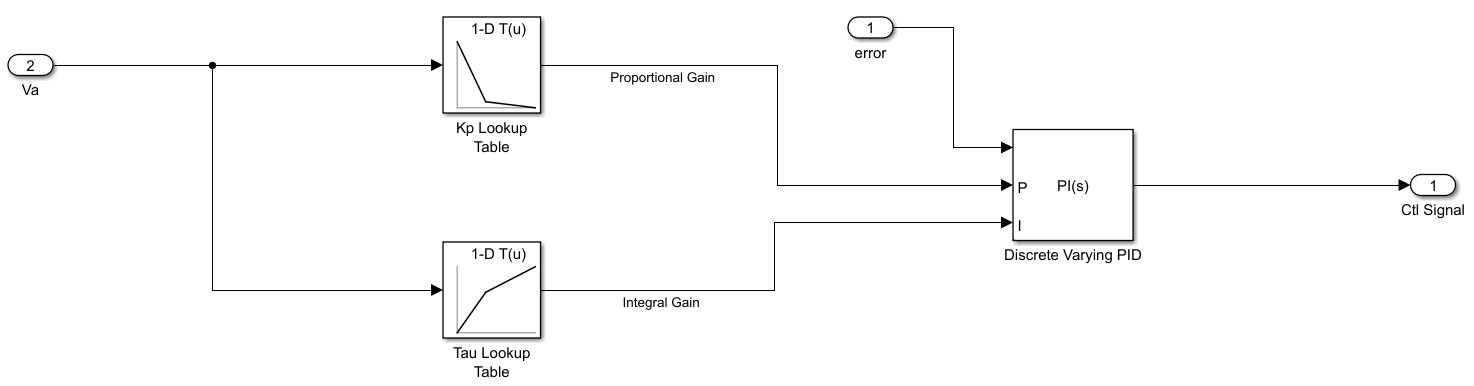 2
Va
1-D T(u)
Kp Lookup
Table
Proportional Gain
1
error
P
PI(s)
I
Discrete Varying PID
1
Ctl Signal
1-D T(u)
Tau Lookup
Table
Integral Gain